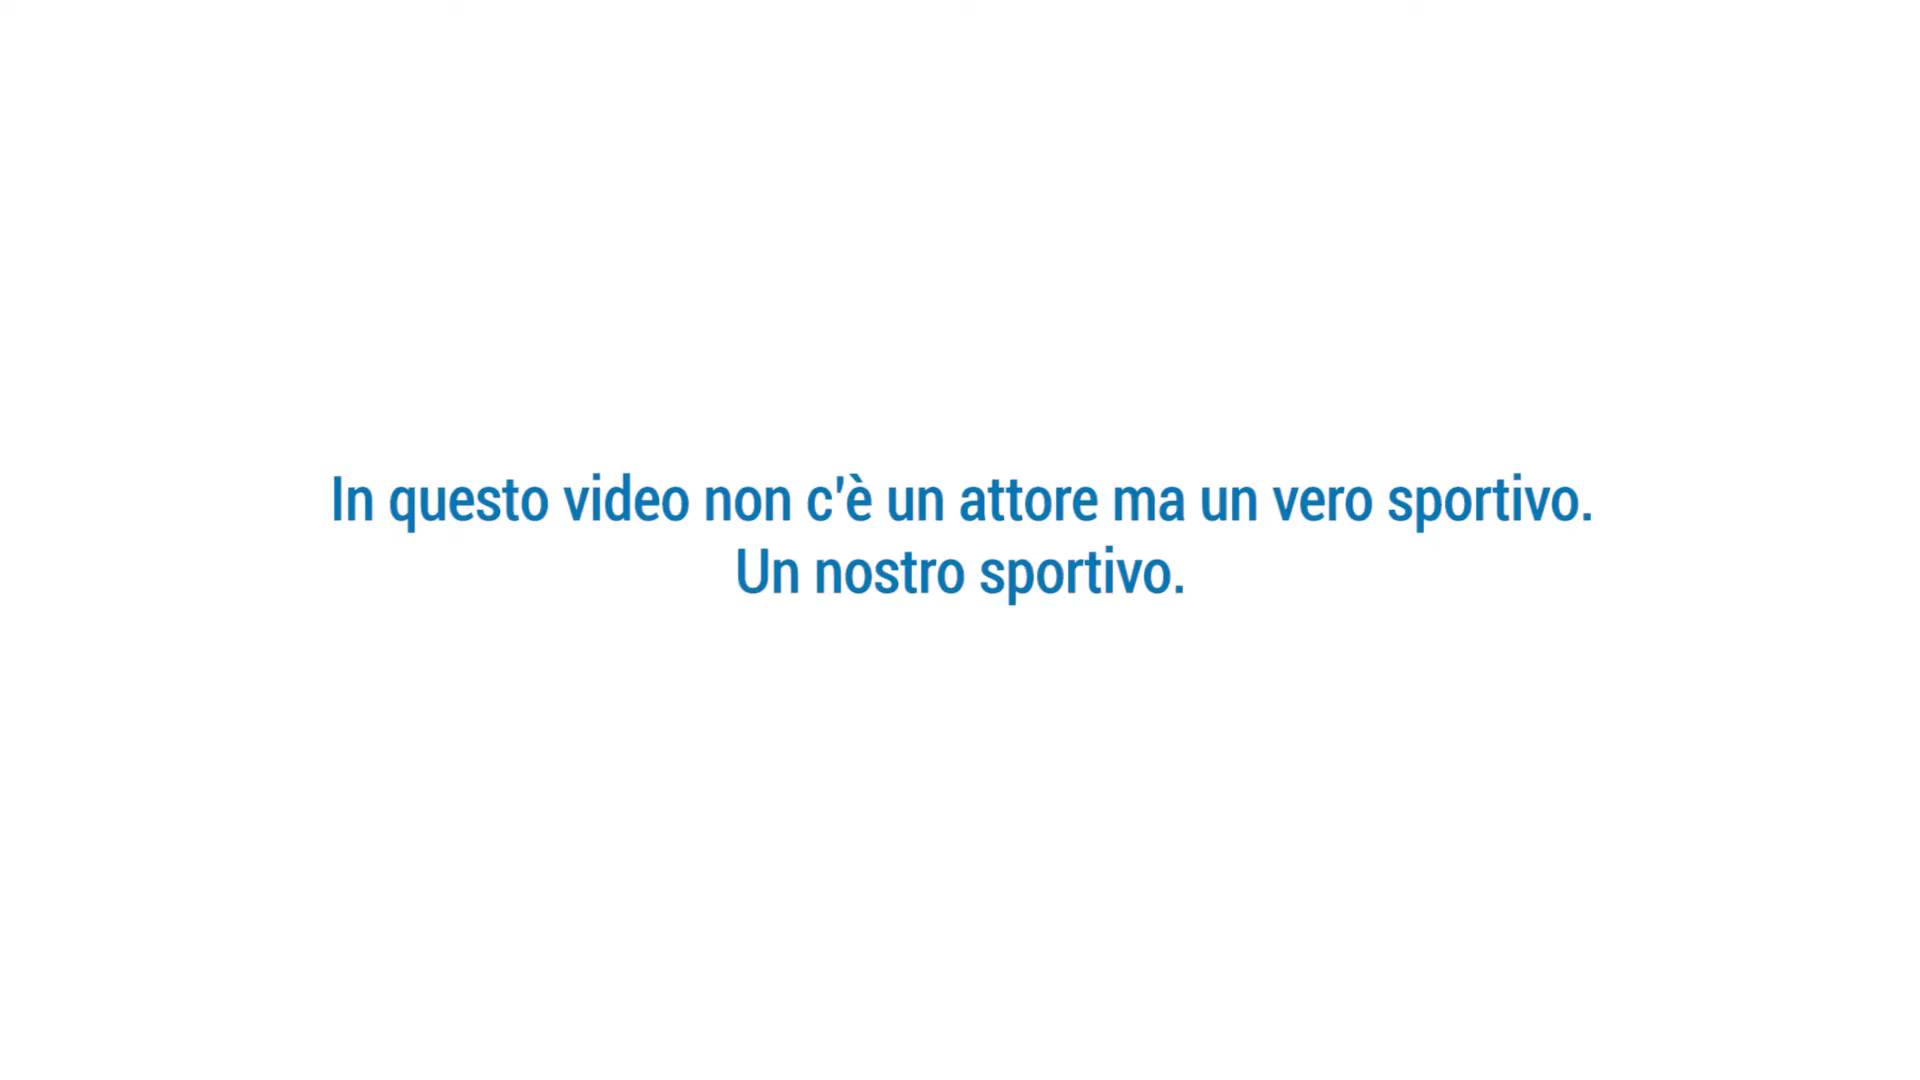 In questo video non c'è un attore ma un vero sportivo.
Un nostro sportivo.